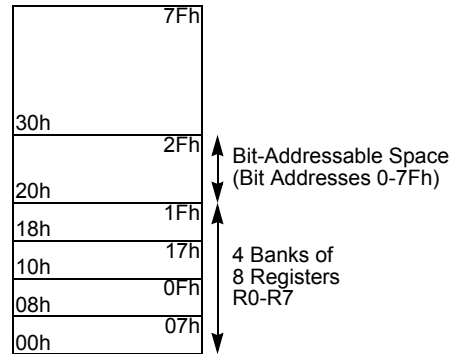 7Fh
30h
2Fh
Bit-Addressable Space
(Bit Addresses 0-7Fh)
20h
1Fh
18h
17h
4 Banks of
8 Registers
R0-R7
10h
0Fh
08h
07h
00h